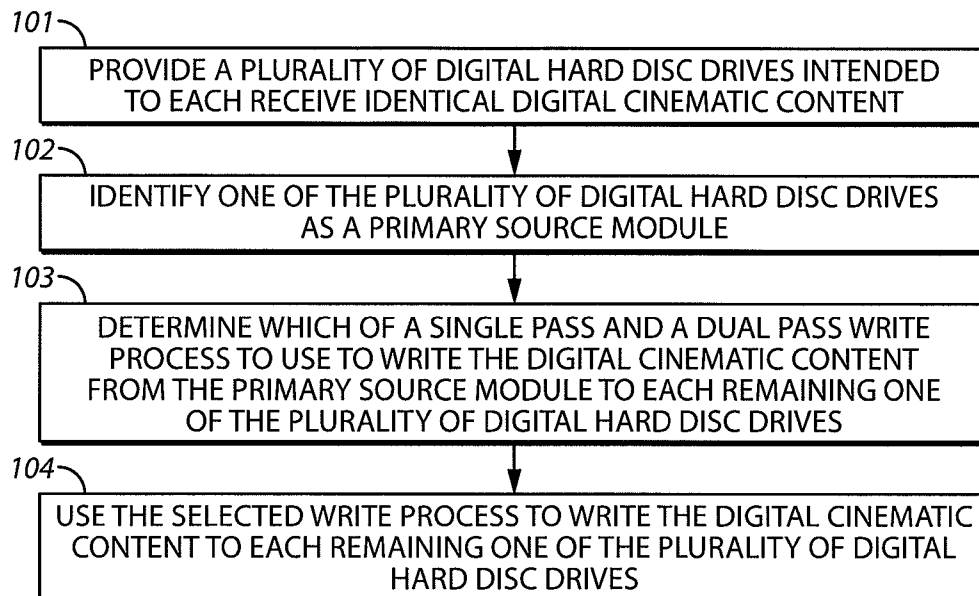 101
PROVIDE A PLURALITY OF DIGITAL HARD DISC DRIVES INTENDED
TO EACH RECEIVE IDENTICAL DIGITAL CINEMATIC CONTENT
102
IDENTIFY ONE OF THE PLURALITY OF DIGITAL HARD DISC DRIVES
AS A PRIMARY SOURCE MODULE
103
DETERMINE WHICH OF A SINGLE PASS AND A DUAL PASS WRITE
PROCESS TO USE TO WRITE THE DIGITAL CINEMATIC CONTENT
FROM THE PRIMARY SOURCE MODULE TO EACH REMAINING ONE
OF THE PLURALITY OF DIGITAL HARD DISC DRIVES
104
USE THE SELECTED WRITE PROCESS TO WRITE THE DIGITAL CINEMATIC
CONTENT TO EACH REMAINING ONE OF THE PLURALITY OF DIGITAL
HARD DISC DRIVES